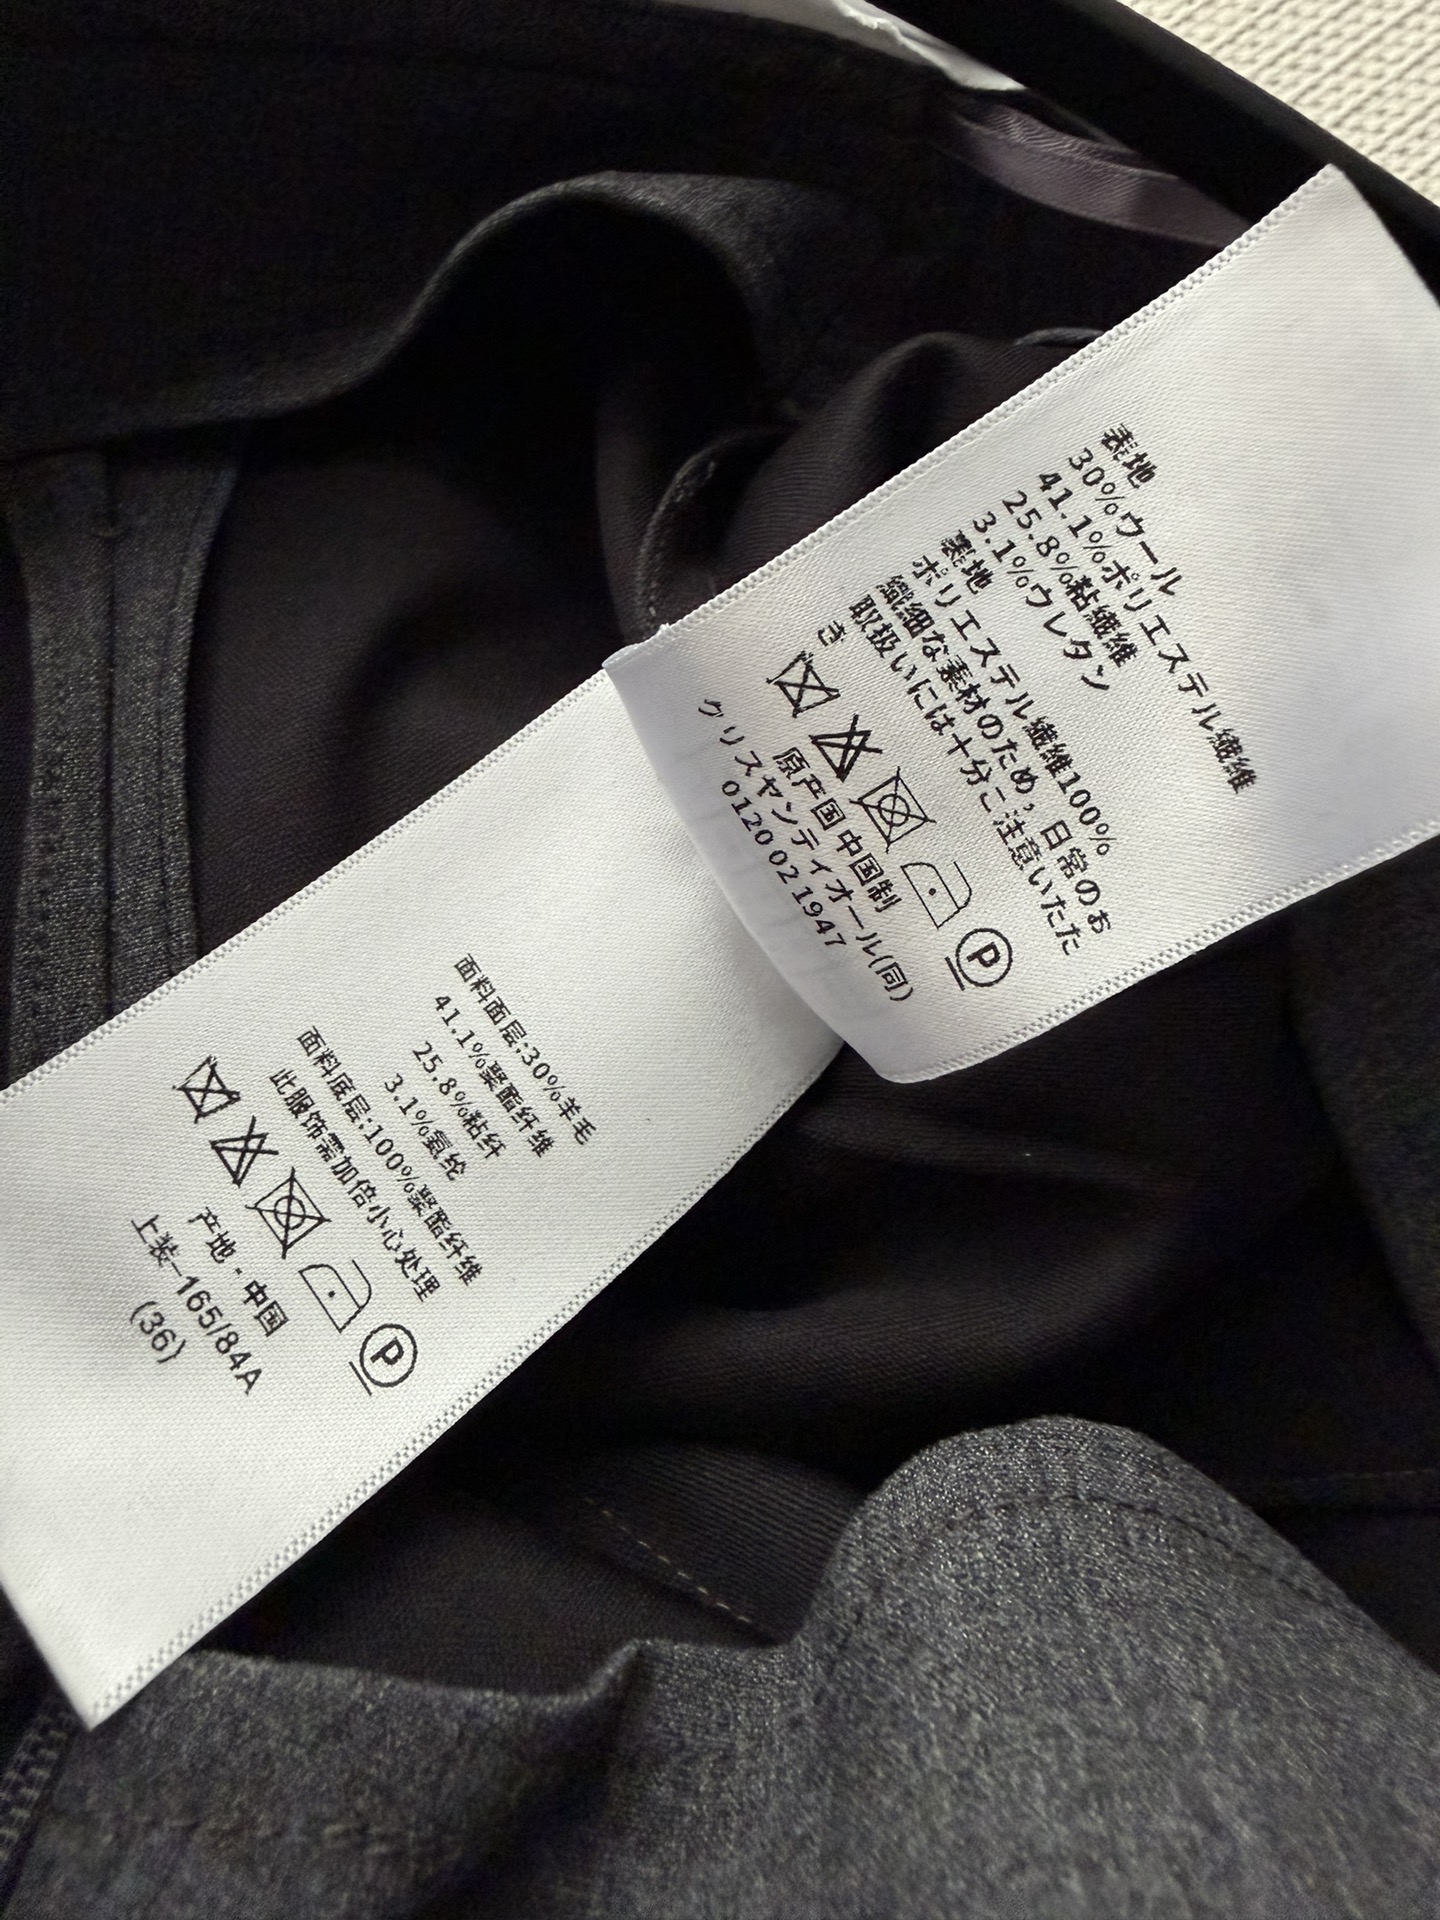 表地
30%ウール
41.1%ポリエステル繊維
25.8%粘繊維
3.1%ウレタン
裏地
ポリエステル繊維100%
繊細な素材のため，日常のお
取扱いには十分ご注意いただ
き
P
原产国 中国制
クリスヤンディオール(同)
0120 02 1947
面料面层:30%羊毛
41.1%聚酯纤维
25.8%粘纤
3.1%氨纶
面料底层:100%聚酯纤维
此服饰需加倍小心处理
P
产地-中国
上装-165/84A
(36)